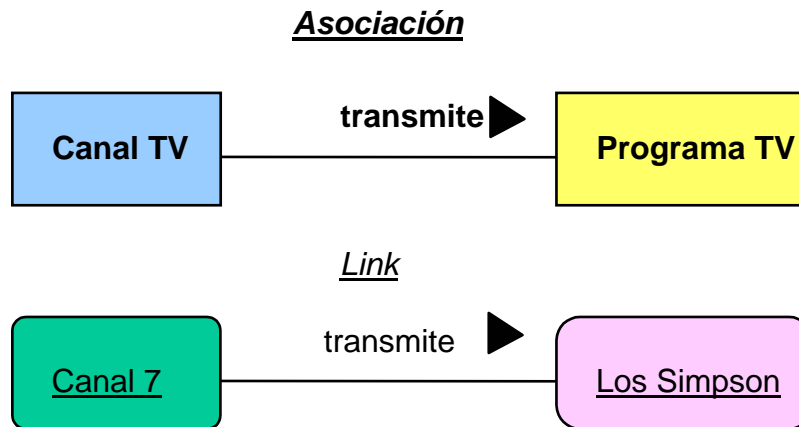 Asociación
transmite
Canal TV
Programa TV
Link
transmite
Canal 7
Los Simpson